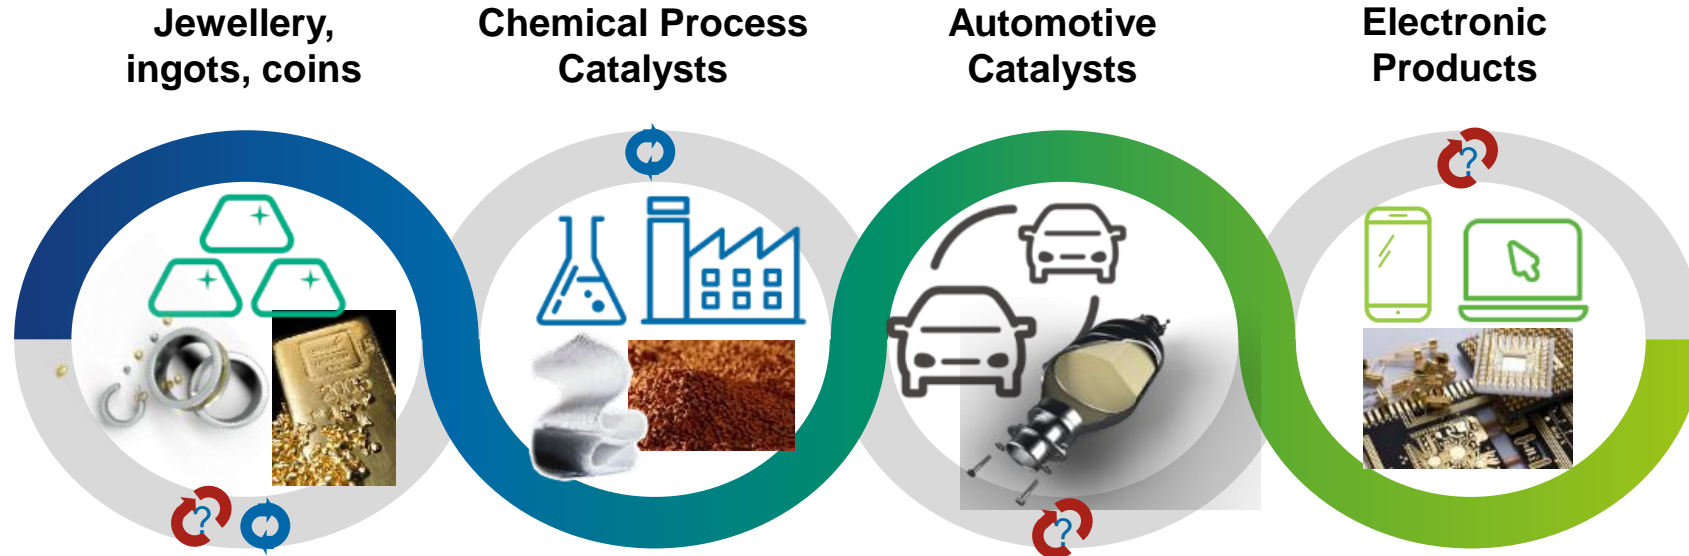 Jewellery,
ingots, coins
Chemical Process
Catalysts
Automotive
Catalysts
Electronic
Products
?
?
?